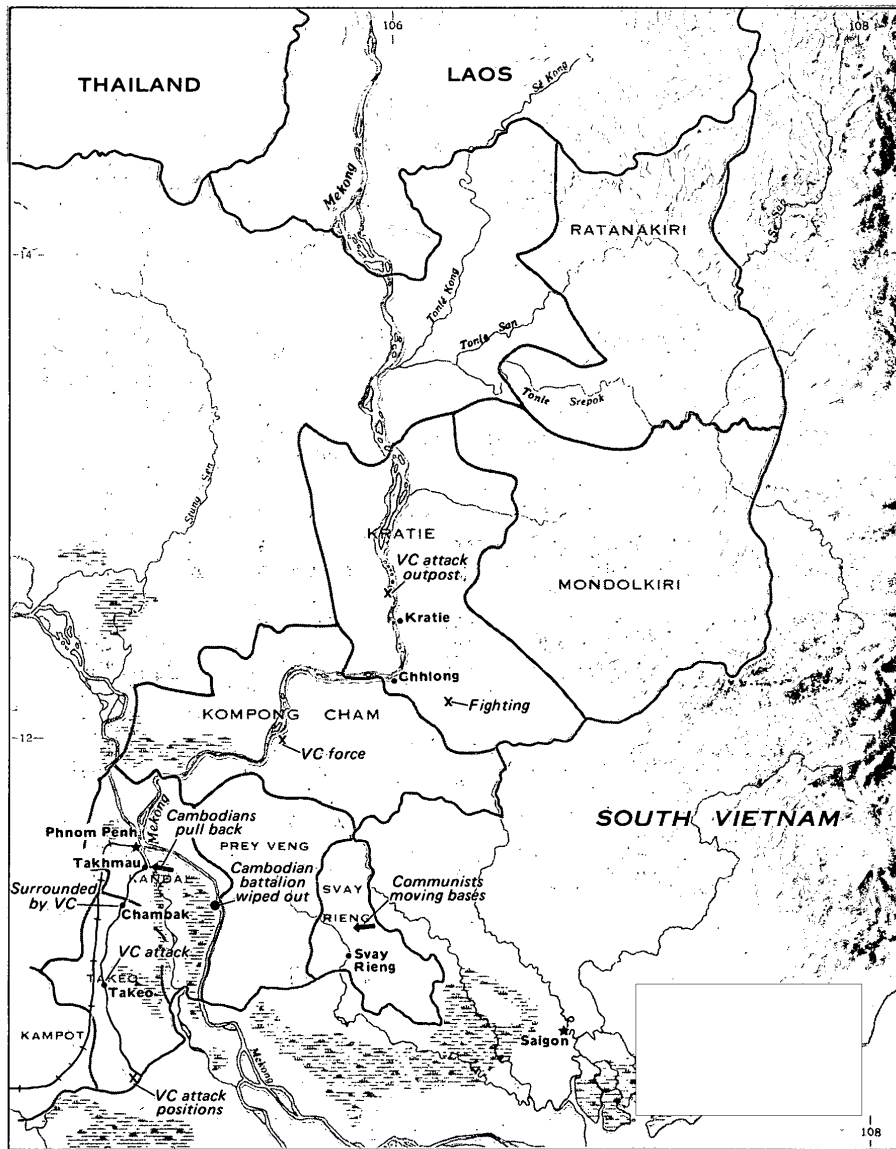 106
108
THAILAND
LAOS
Se Kong
Mekong
RATANAKIRI
Se San
14
14
Tonle Kong
Tonle San
Tonle Srepok
Stung Sen
KRATIE
VC attack
outpost
MONDOLKIRI
Kratie
Chhlong
Fighting
KOMPONG CHAM
12
VC force
SOUTH VIETNAM
Mekong
Cambodians
pull back
Phnom Penh
PREY VENG
Takhmau
KANDAL
Cambodian
battalion
wiped out
Surrounded
by VC
Chambak
SVAY
RIENG
Communists
moving bases
VC attack
Svay
Rieng
TAKEO
Takeo
KAMPOT
Saigon
Mekong
VC attack
positions
108